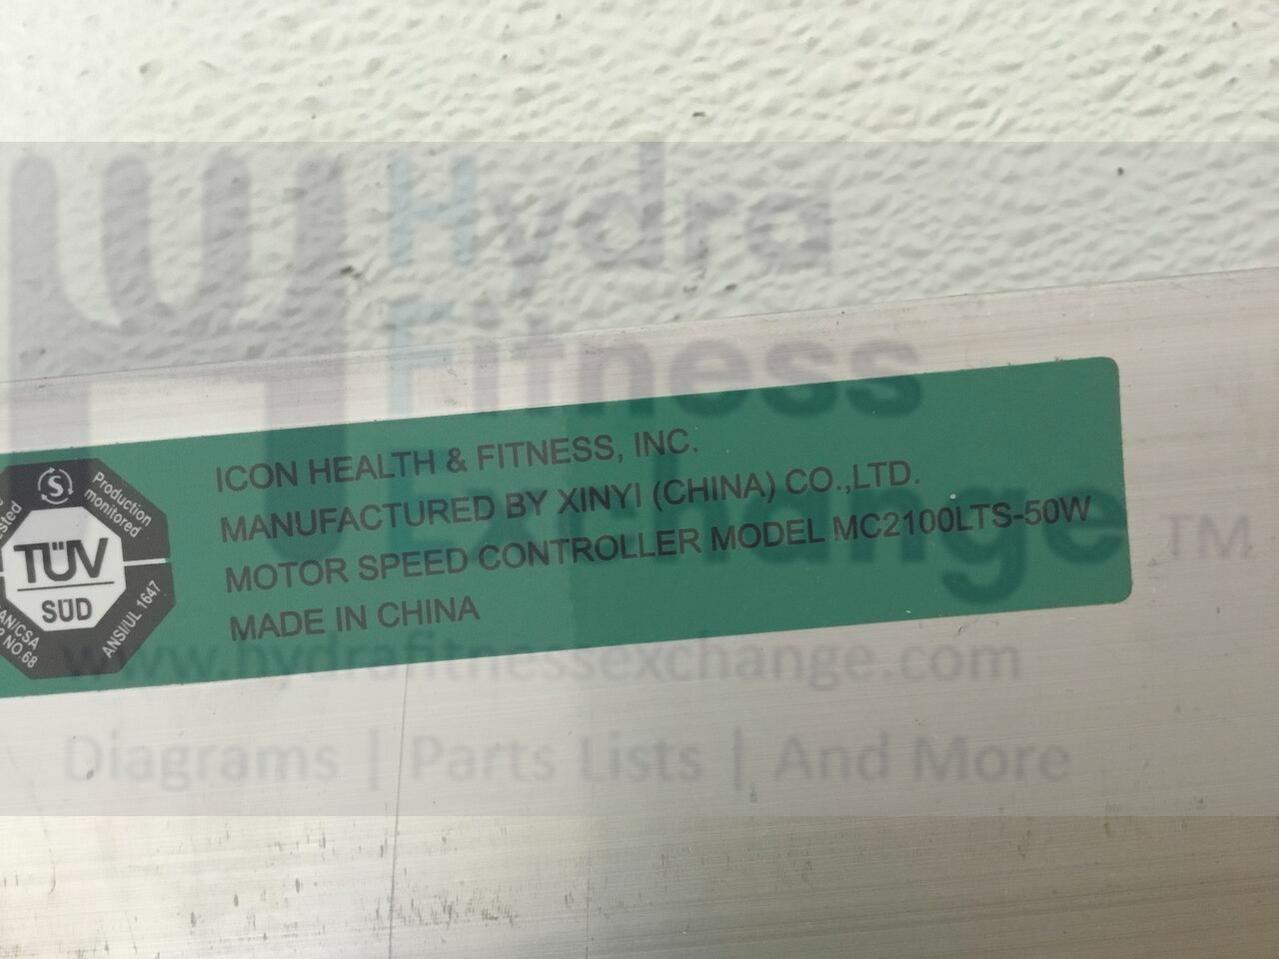 Hydra
Fitness
Exchange TM
ICON HEALTH & FITNESS, INC.
MANUFACTURED BY XINYI (CHINA) CO.,LTD.
MOTOR SPEED CONTROLLER MODEL MC2100LTS-50W
MADE IN CHINA
S
Production
monitored
TÜV
SÜD
ANSI/UL 1647
NO.68
www.hydrafitnessexchange.com
Diagrams | Parts Lists | And More